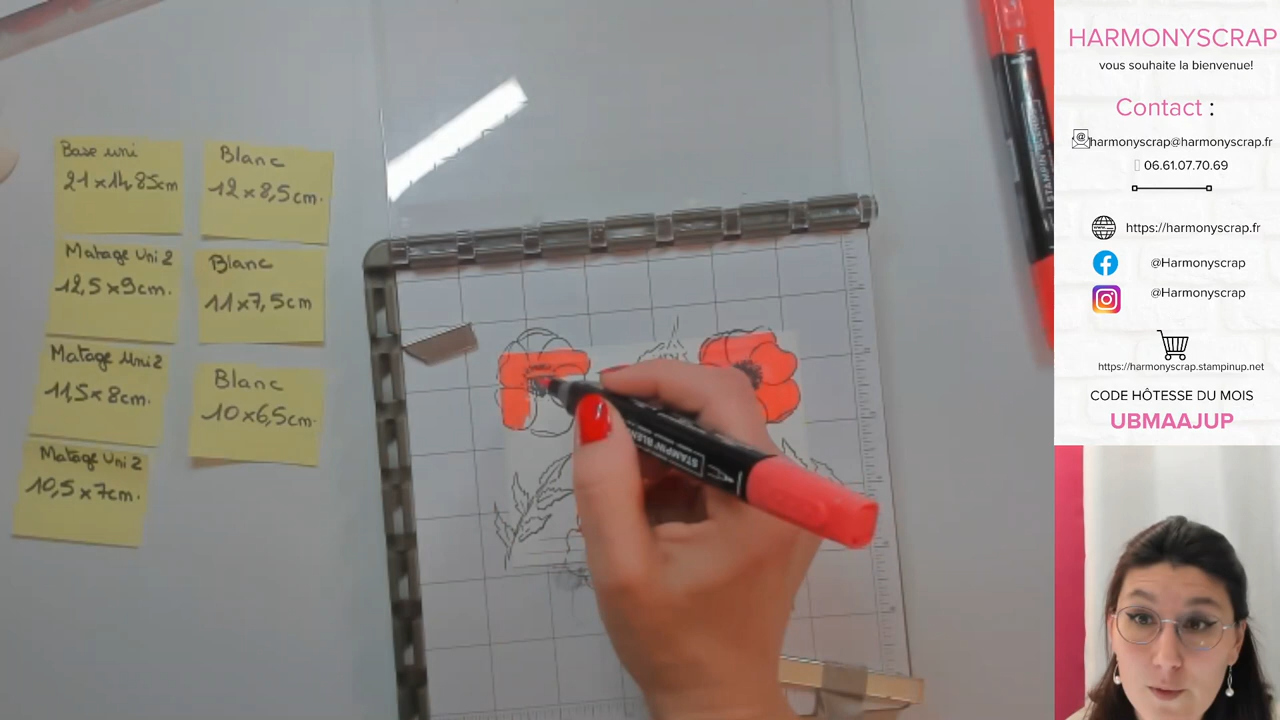 Base uni
21 x 14,85cm
Blanc
12 x 8,5cm.
Matage Uni 2
12,5 x 9cm.
Blanc
11 x 7,5cm
Matage Uni 2
11,5 x 8cm.
Blanc
10 x 6,5cm.
Matage Uni 2
10,5 x 7cm.
STAMPIN' BLEN
STAMPIN
HARMONYSCRAP
vous souhaite la bienvenue!
Contact :
harmonyscrap@harmonyscrap.fr
06.61.07.70.69
https://harmonyscrap.fr
@Harmonyscrap
@Harmonyscrap
https://harmonyscrap.stampinup.net
CODE HÔTESSE DU MOIS
UBMAAJUP